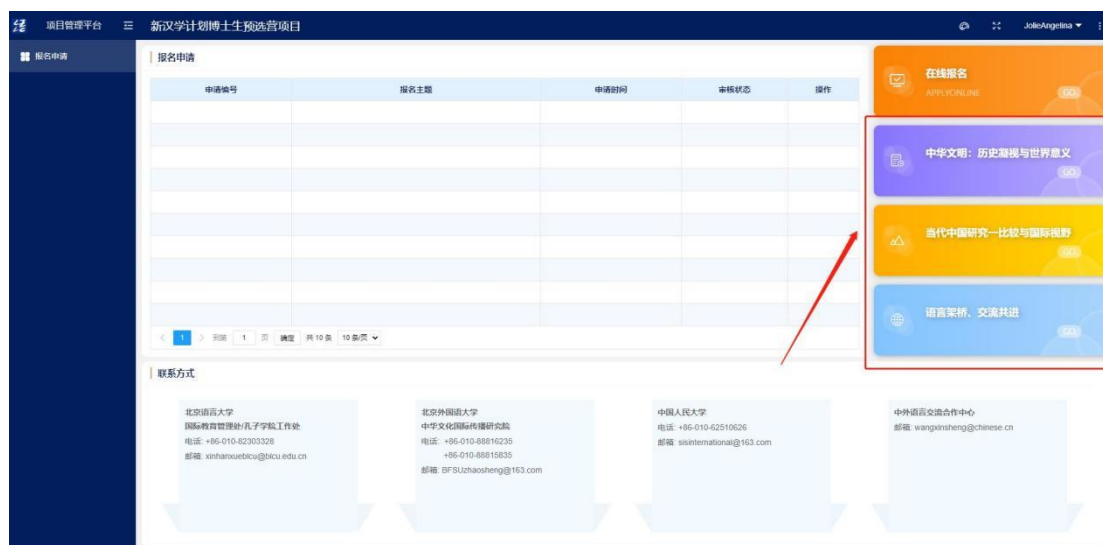 项目管理平台
新汉学计划博士生预选营项目
JolieAngelina
报名申请
报名申请
申请编号 报名主题 申请时间 审核状态 操作
在线报名
APPLYONLINE
GO
中华文明：历史凝视与世界意义
GO
当代中国研究一比较与国际视野
GO
语言架桥、交流共进
GO
1 到第 1 页 确定 共 10 条 10 条/页
联系方式
北京语言大学
国际教育管理处/孔子学院工作处
电话: +86-010-82303328
邮箱: xinhanxueblcu@blcu.edu.cn
北京外国语大学
中华文化国际传播研究院
电话: +86-010-88816235
+86-010-88815835
邮箱: BFSUzhaosheng@163.com
中国人民大学
电话: +86-010-62510626
邮箱: sisinternational@163.com
中外语言交流合作中心
邮箱: wangxinsheng@chinese.cn